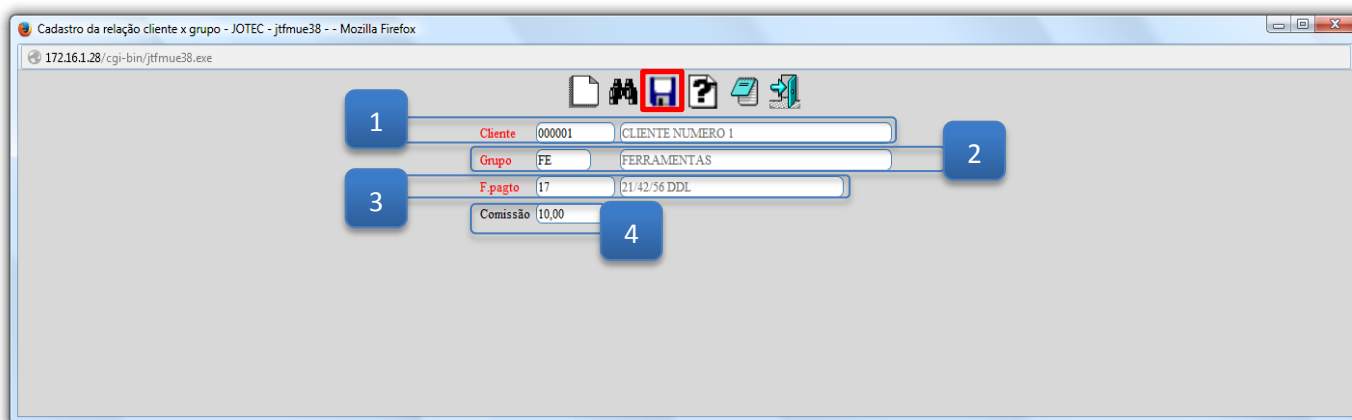 Cadastro da relação cliente x grupo - JOTEC - jtfmue38 - - Mozilla Firefox
172.16.1.28/cgi-bin/jtfmue38.exe
1
Cliente 000001 CLIENTE NUMERO 1
Grupo FE FERRAMENTAS
2
3
F.pagto 17 21/42/56 DDL
Comissão 10,00
4